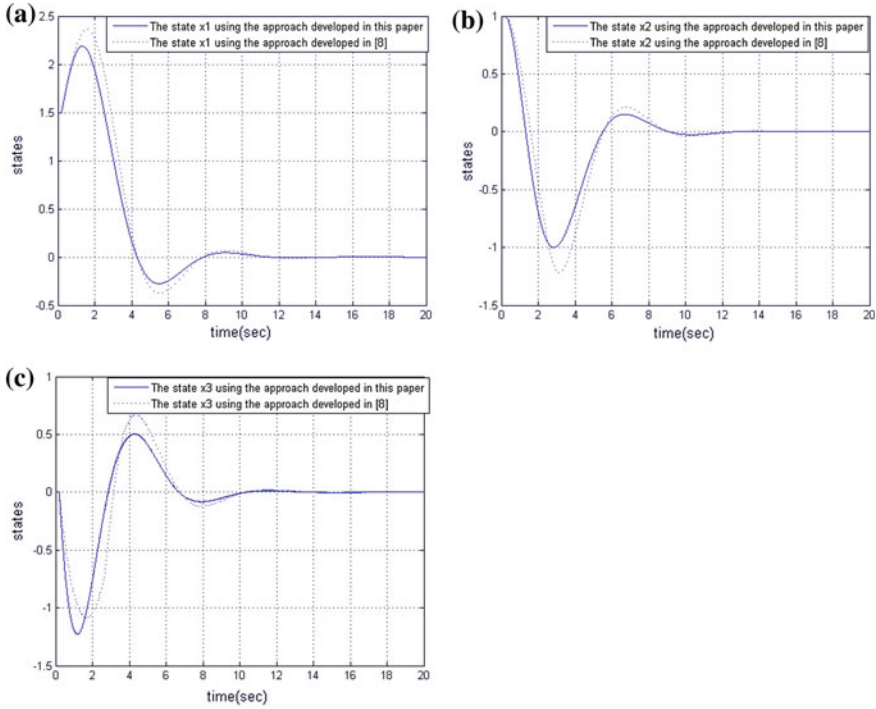 (a)
The state x1 using the approach developed in this paper
The state x1 using the approach developed in [8]
2.5
2
1.5
1
0.5
0
-0.5
states
0 2 4 6 8 10 12 14 16 18 20
time(sec)
(b)
The state x2 using the approach developed in this paper
The state x2 using the approach developed in [8]
1
0.5
0
-0.5
-1
-1.5
states
0 2 4 6 8 10 12 14 16 18 20
time(sec)
(c)
The state x3 using the approach developed in this paper
The state x3 using the approach developed in [8]
1
0.5
0
-0.5
-1
-1.5
states
0 2 4 6 8 10 12 14 16 18 20
time(sec)